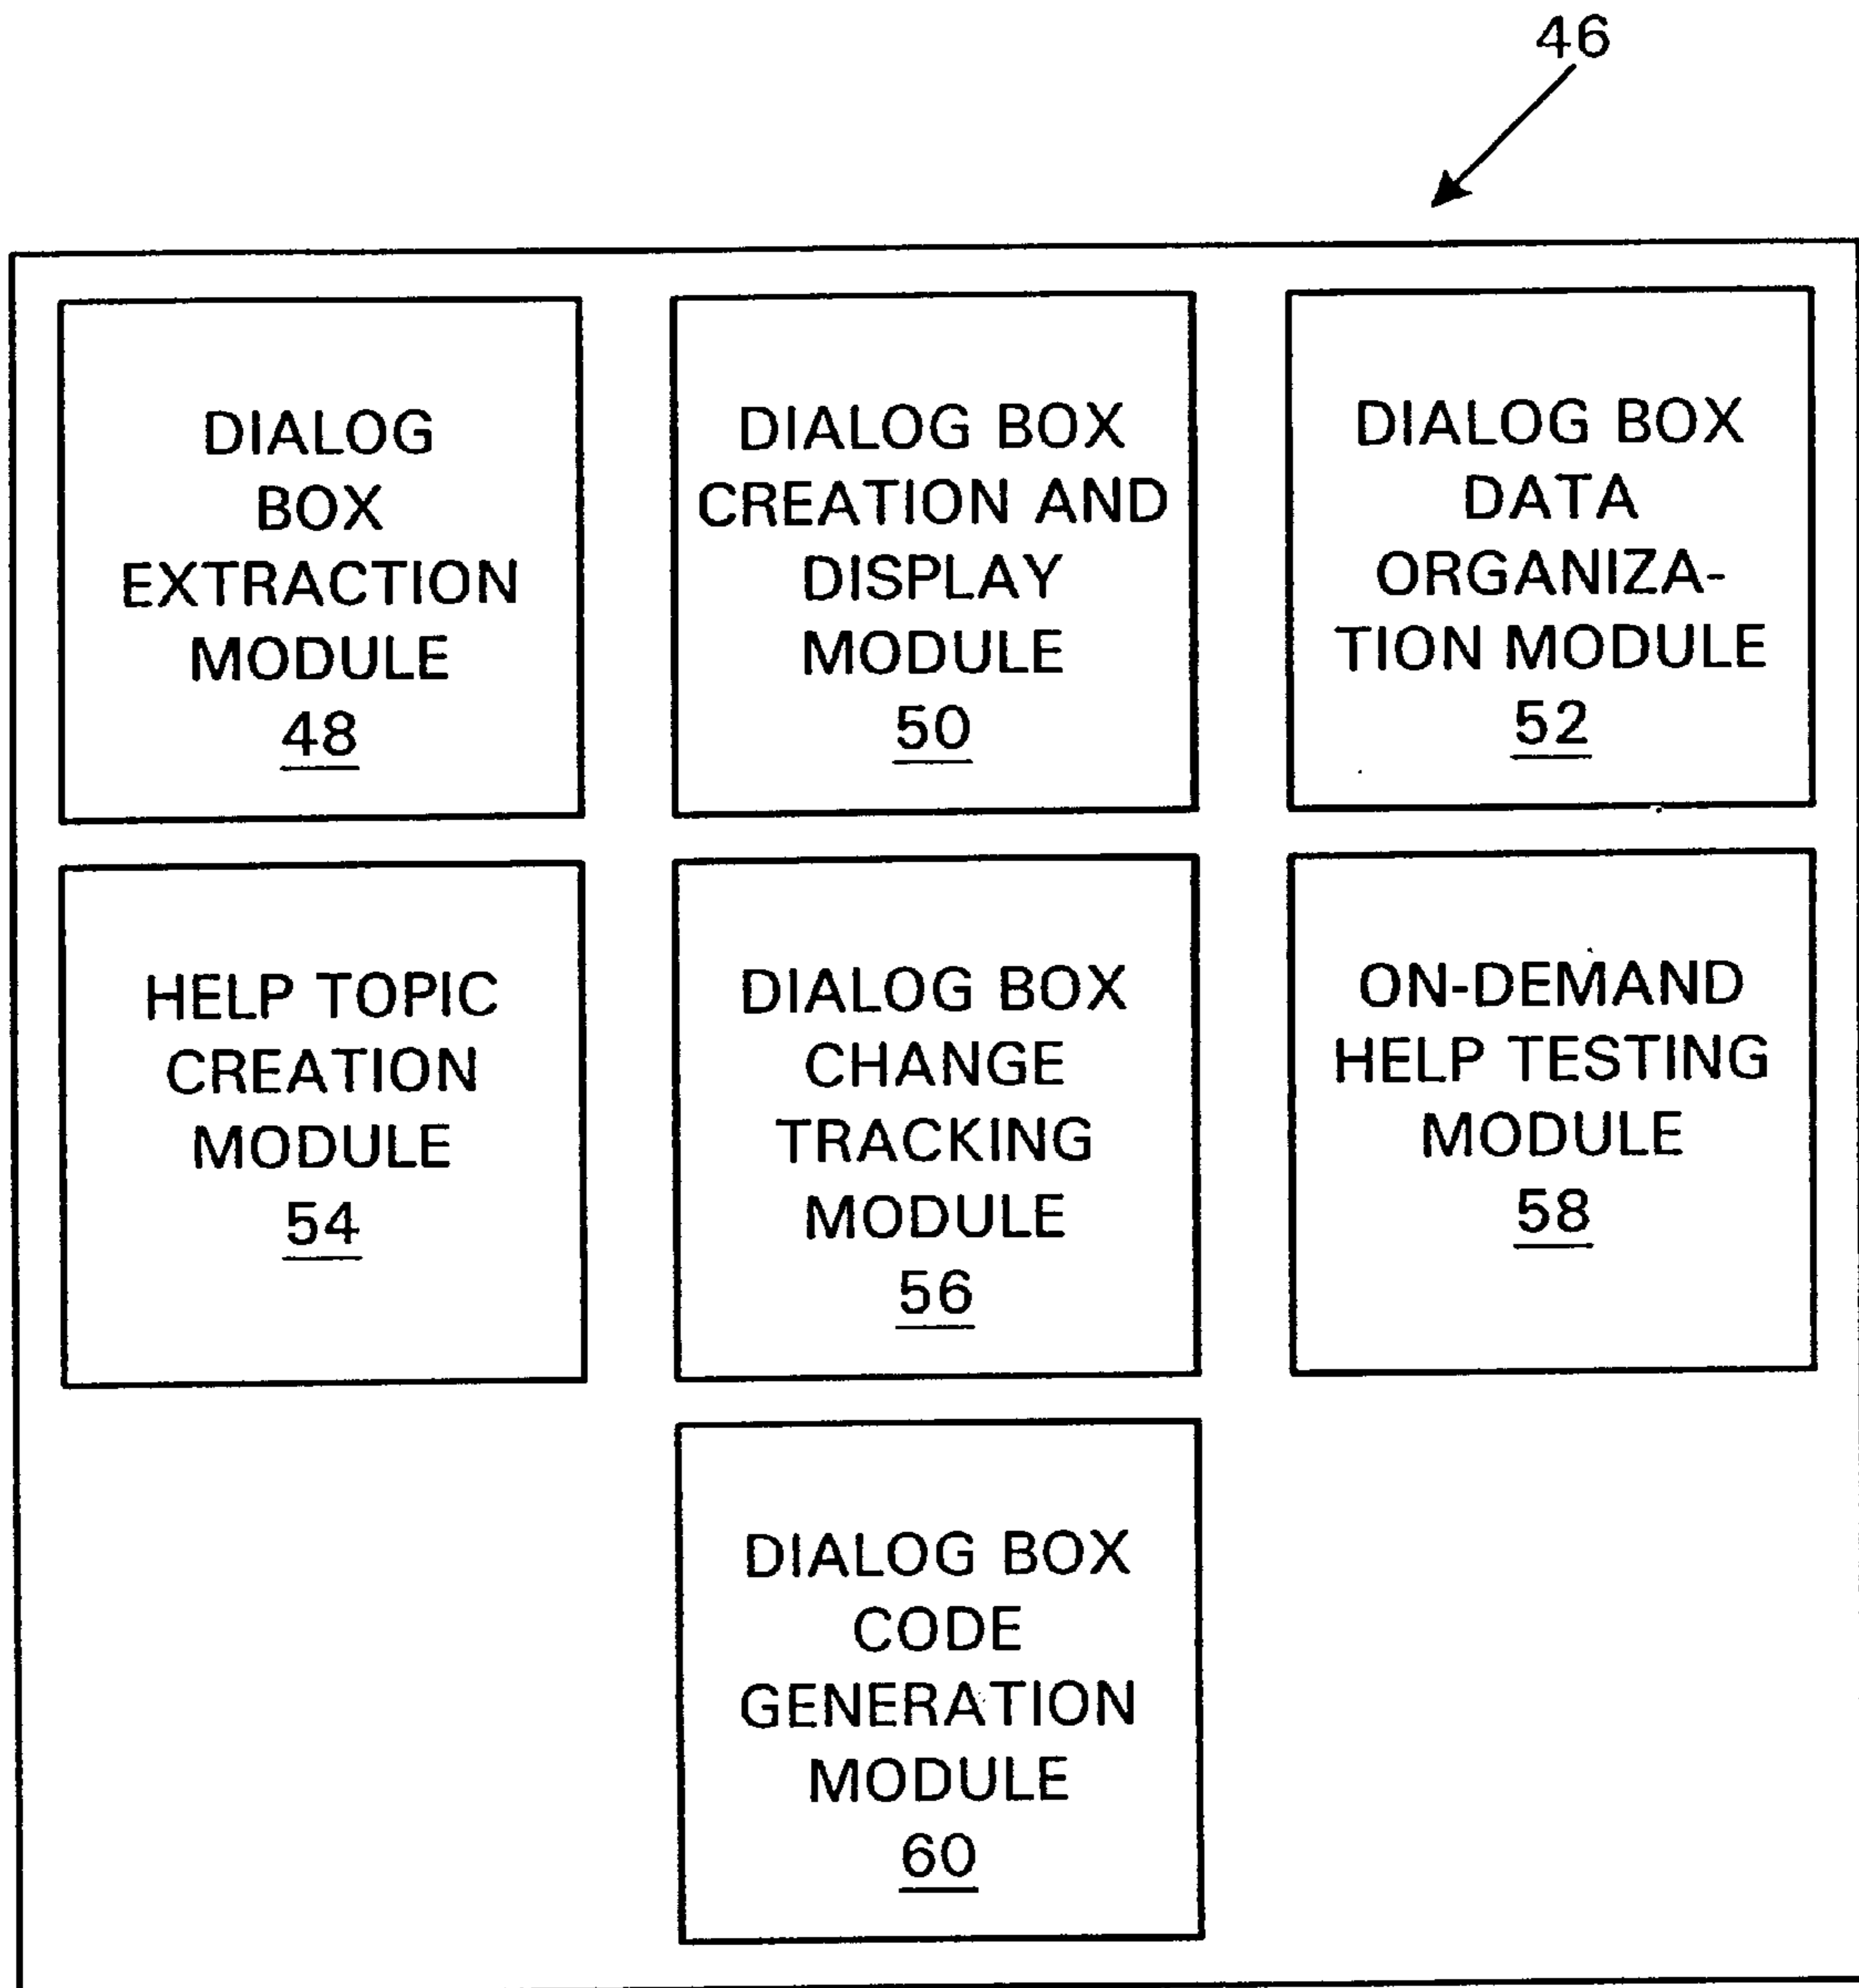 46
DIALOG
BOX
EXTRACTION
MODULE
48
DIALOG BOX
CREATION AND
DISPLAY
MODULE
50
DIALOG BOX
DATA
ORGANIZA-
TION MODULE
52
HELP TOPIC
CREATION
MODULE
54
DIALOG BOX
CHANGE
TRACKING
MODULE
56
ON-DEMAND
HELP TESTING
MODULE
58
DIALOG BOX
CODE
GENERATION
MODULE
60